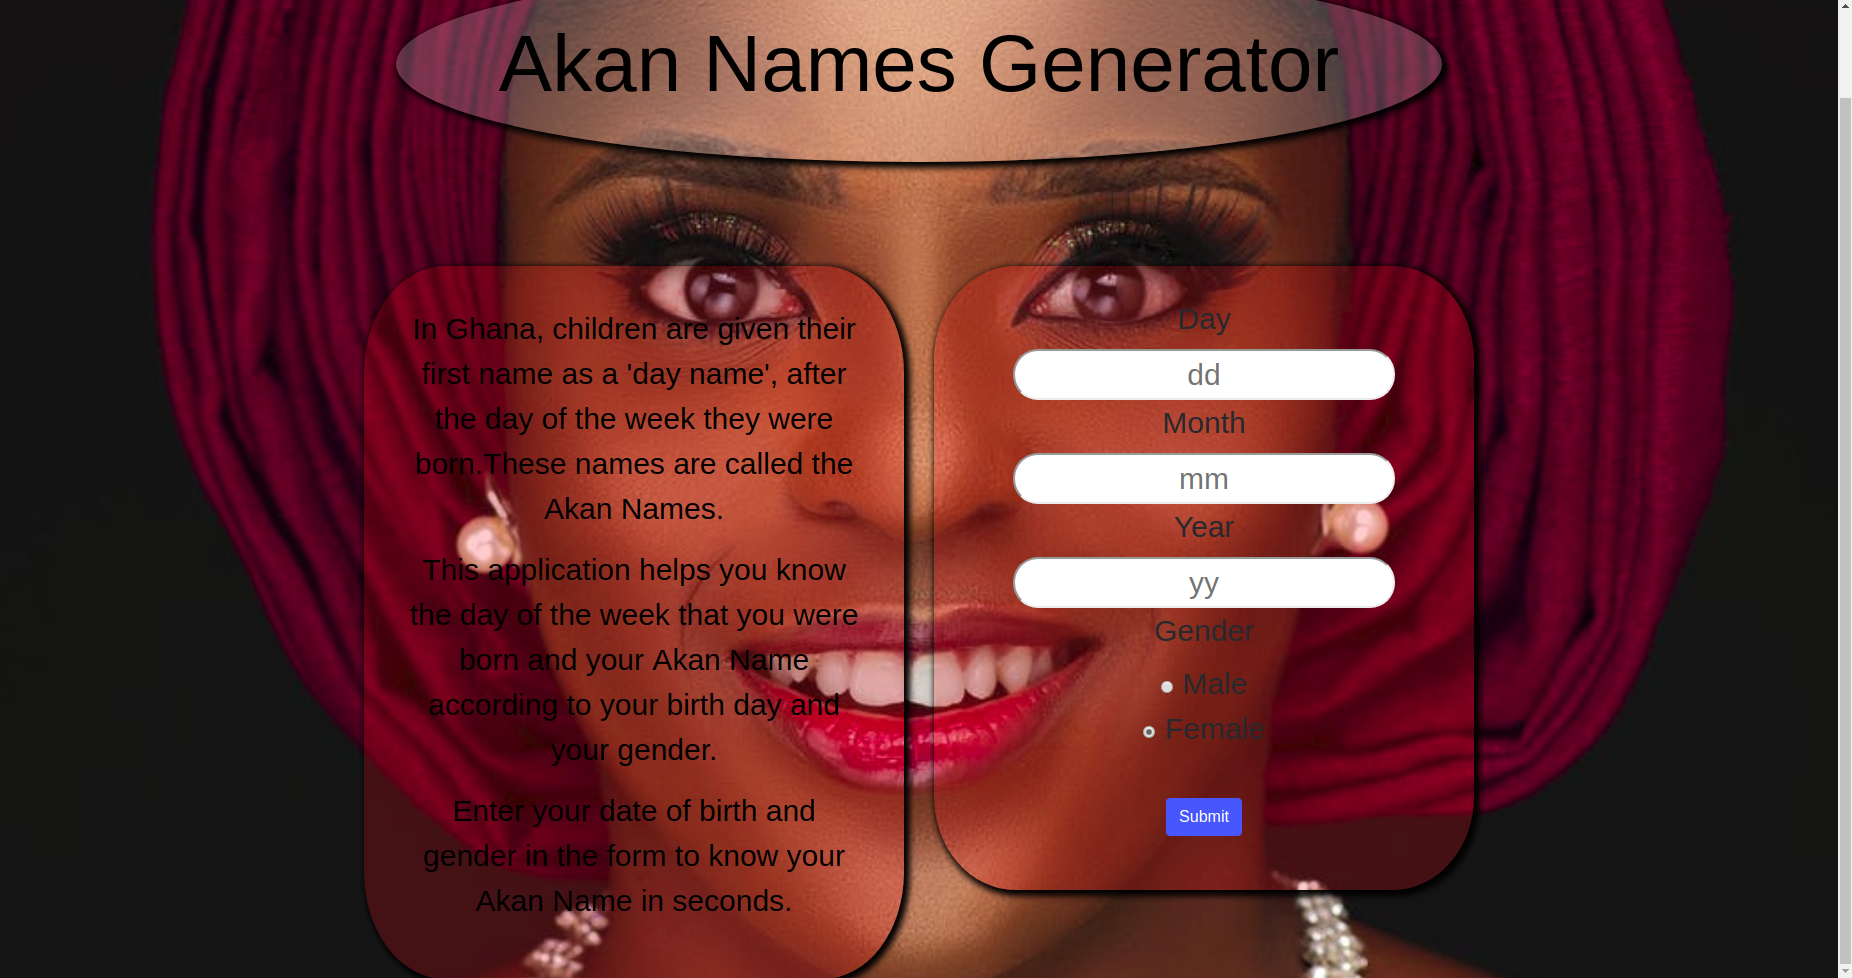 Akan Names Generator
In Ghana, children are given their
first name as a 'day name', after
the day of the week they were
born.These names are called the
Akan Names.
This application helps you know
the day of the week that you were
born and your Akan Name
according to your birth day and
your gender.
Enter your date of birth and
gender in the form to know your
Akan Name in seconds.
Day
dd
Month
mm
Year
yy
Gender
Male
Female
Submit